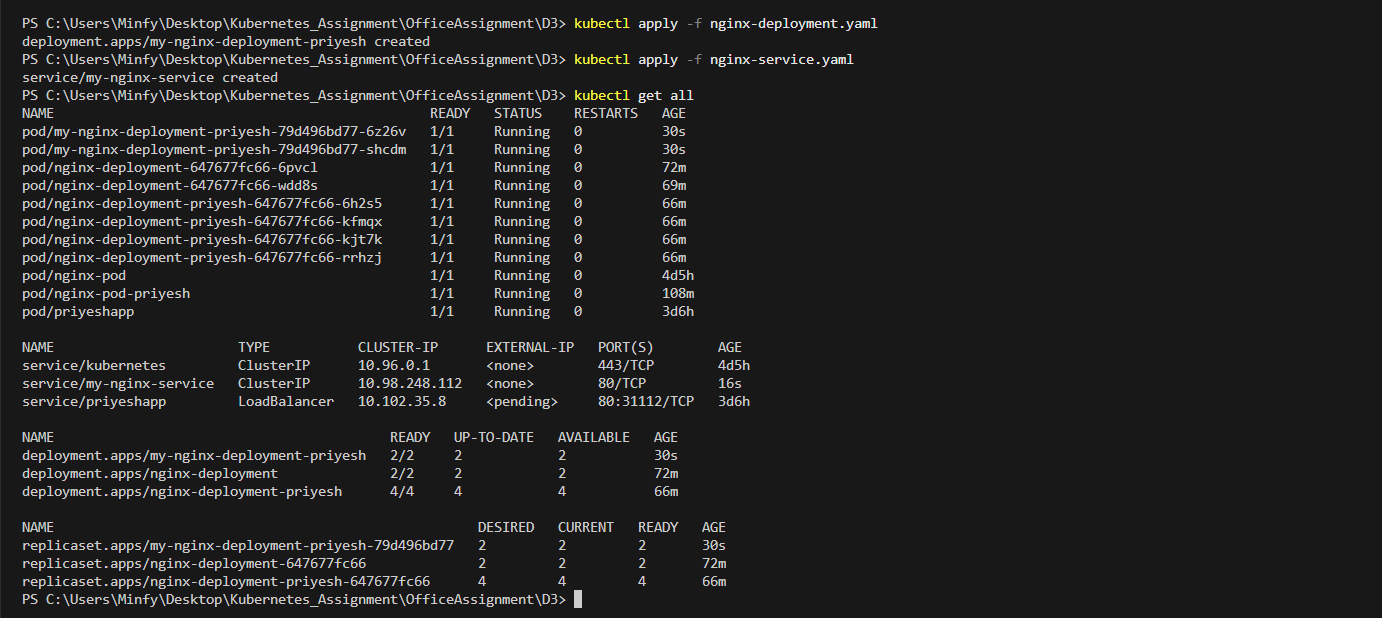 PS C:\Users\Minfy\Desktop\Kubernetes_Assignment\OfficeAssignment\D3> kubectl apply -f nginx-deployment.yaml
deployment.apps/my-nginx-deployment-priyesh created
PS C:\Users\Minfy\Desktop\Kubernetes_Assignment\OfficeAssignment\D3> kubectl apply -f nginx-service.yaml
service/my-nginx-service created
PS C:\Users\Minfy\Desktop\Kubernetes_Assignment\OfficeAssignment\D3> kubectl get all
NAME READY STATUS RESTARTS AGE
pod/my-nginx-deployment-priyesh-79d496bd77-6z26v 1/1 Running 0 30s
pod/my-nginx-deployment-priyesh-79d496bd77-shcdm 1/1 Running 0 30s
pod/nginx-deployment-647677fc66-6pvcl 1/1 Running 0 72m
pod/nginx-deployment-647677fc66-wdd8s 1/1 Running 0 69m
pod/nginx-deployment-priyesh-647677fc66-6h2s5 1/1 Running 0 66m
pod/nginx-deployment-priyesh-647677fc66-kfmqx 1/1 Running 0 66m
pod/nginx-deployment-priyesh-647677fc66-kjt7k 1/1 Running 0 66m
pod/nginx-deployment-priyesh-647677fc66-rrhzj 1/1 Running 0 66m
pod/nginx-pod 1/1 Running 0 4d5h
pod/nginx-pod-priyesh 1/1 Running 0 108m
pod/priyeshapp 1/1 Running 0 3d6h
NAME TYPE CLUSTER-IP EXTERNAL-IP PORT(S) AGE
service/kubernetes ClusterIP 10.96.0.1 <none> 443/TCP 4d5h
service/my-nginx-service ClusterIP 10.98.248.112 <none> 80/TCP 16s
service/priyeshapp LoadBalancer 10.102.35.8 <pending> 80:31112/TCP 3d6h
NAME READY UP-TO-DATE AVAILABLE AGE
deployment.apps/my-nginx-deployment-priyesh 2/2 2 2 30s
deployment.apps/nginx-deployment 2/2 2 2 72m
deployment.apps/nginx-deployment-priyesh 4/4 4 4 66m
NAME DESIRED CURRENT READY AGE
replicaset.apps/my-nginx-deployment-priyesh-79d496bd77 2 2 2 30s
replicaset.apps/nginx-deployment-647677fc66 2 2 2 72m
replicaset.apps/nginx-deployment-priyesh-647677fc66 4 4 4 66m
PS C:\Users\Minfy\Desktop\Kubernetes_Assignment\OfficeAssignment\D3>